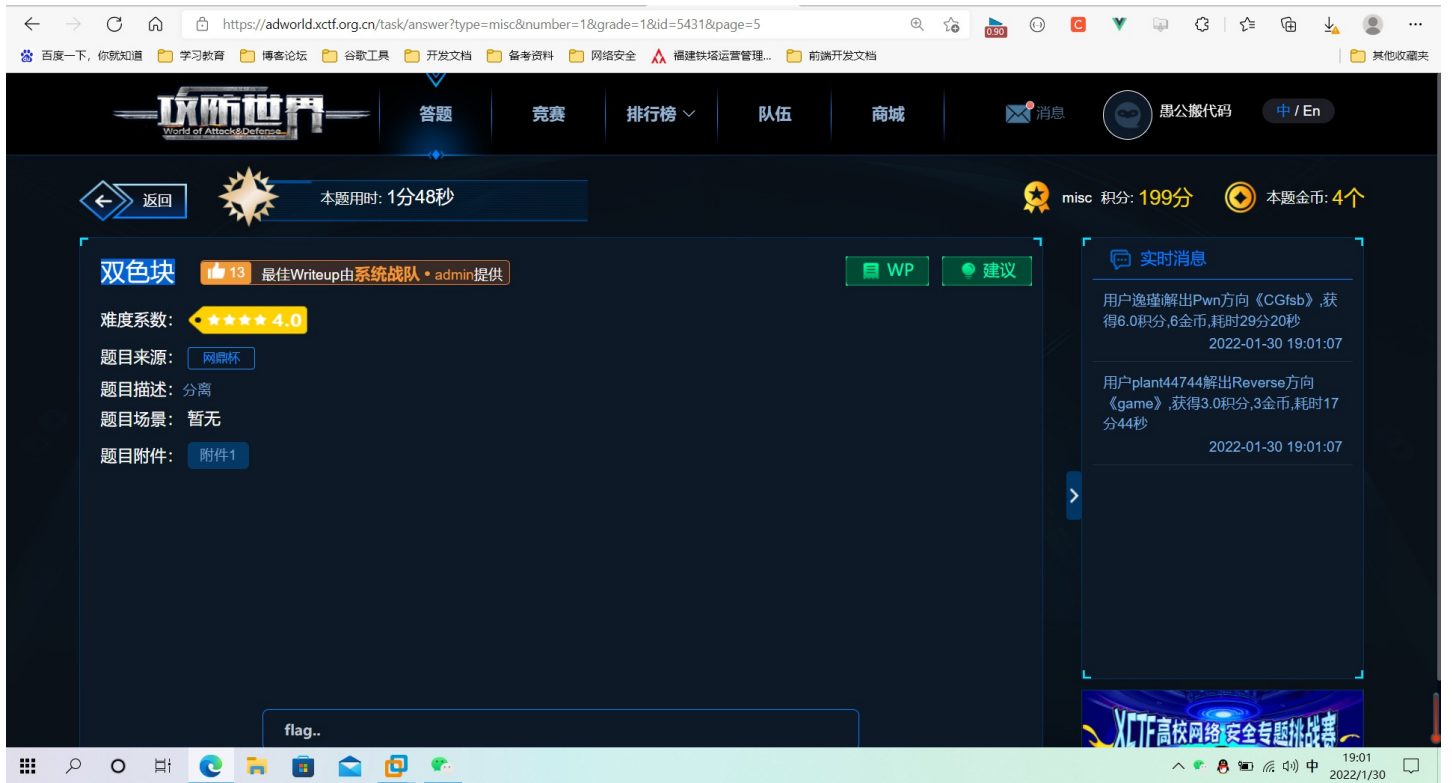 https://adworld.xctf.org.cn/task/answer?type=misc&number=1&grade=1&id=5431&page=5
0.90
百度一下，你就知道 学习教育 博客论坛 谷歌工具 开发文档 备考资料 网络安全 福建铁塔运营管理... 前端开发文档 其他收藏夹
攻防世界
World of Attack&Defense
答题 竞赛 排行榜 队伍 商城 消息 愚公搬代码 中 / En
返回 本题用时: 1分48秒 misc 积分: 199分 本题金币: 4个
双色块 13 最佳Writeup由系统战队 • admin提供 WP 建议
难度系数： 4.0
题目来源： 网鼎杯
题目描述：分离
题目场景： 暂无
题目附件： 附件1
flag..
实时消息
用户逸瑾i解出Pwn方向《CGfsb》,获
得6.0积分,6金币,耗时29分20秒
2022-01-30 19:01:07
用户plant44744解出Reverse方向
《game》,获得3.0积分,3金币,耗时17
分44秒
2022-01-30 19:01:07
XCTF高校网络安全专题挑战赛
中 19:01
2022/1/30